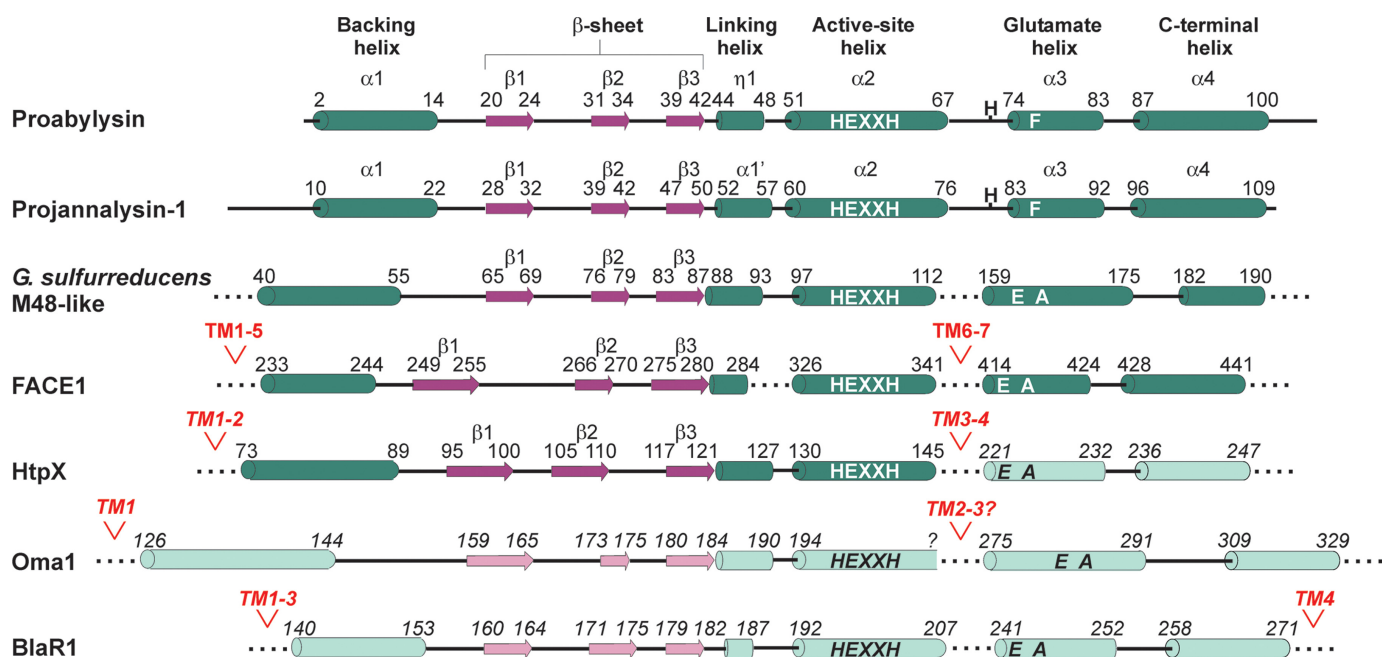 Backing helix
β-sheet
Linking helix
Active-site helix
Glutamate helix
C-terminal helix
α1 β1 β2 β3 η1 α2 α3 α4
2 14 20 24 31 34 39 42 44 48 51 67 H 74 83 87 100
Proabylysin HEXXH F
α1 β1 β2 β3 α1' α2 α3 α4
10 22 28 32 39 42 47 50 52 57 60 76 H 83 92 96 109
Projannalysin-1 HEXXH F
β1 β2 β3
40 55 65 69 76 79 83 87 88 93 97 112 159 175 182 190
G. sulfurreducens
M48-like HEXXH E A
TM1-5 β1 β2 β3 TM6-7
233 244 249 255 266 270 275 280 284 326 341 414 424 428 441
FACE1 HEXXH E A
TM1-2 β1 β2 β3 TM3-4
73 89 95 100 105 110 117 121 127 130 145 221 232 236 247
HtpX HEXXH E A
TM1 TM2-3?
126 144 159 165 173 175 180 184 190 194 ? 275 291 309 329
Oma1 HEXXH E A
TM1-3 TM4
140 153 160 164 171 175 179 182 187 192 207 241 252 258 271
BlaR1 HEXXH E A